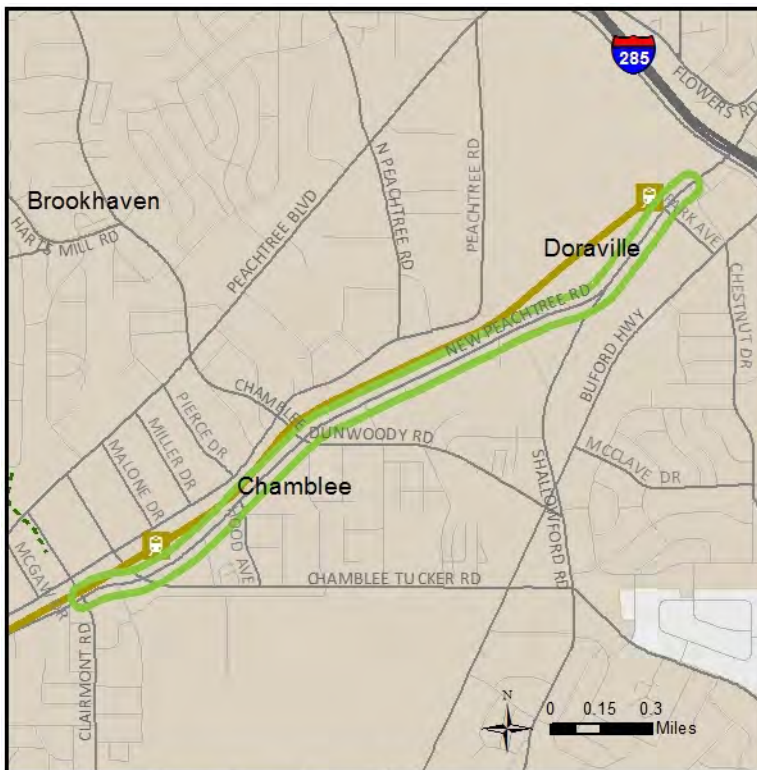 285
FLOWERS RD
N PEACHTREE RD
PEACHTREE RD
Brookhaven
PEACHTREE BLVD
PARK AVE
HARTS MILL RD
Doraville
CHESTNUT DR
NEW PEACHTREE RD
BUFORD HWY
CHAMBLEE
DUNWOODY RD
PIERCE DR
MILLER DR
MALONE DR
MCCLAVE DR
Chamblee
SHALLOWFORD RD
CHAMBLEE TUCKER RD
CLAIRMONT RD
N
0 0.15 0.3
Miles